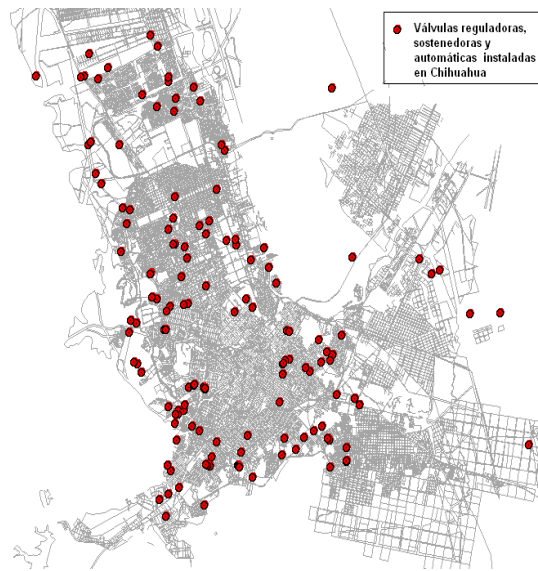 Válvulas reguladoras,
sostenedoras y
automáticas instaladas
en Chihuahua